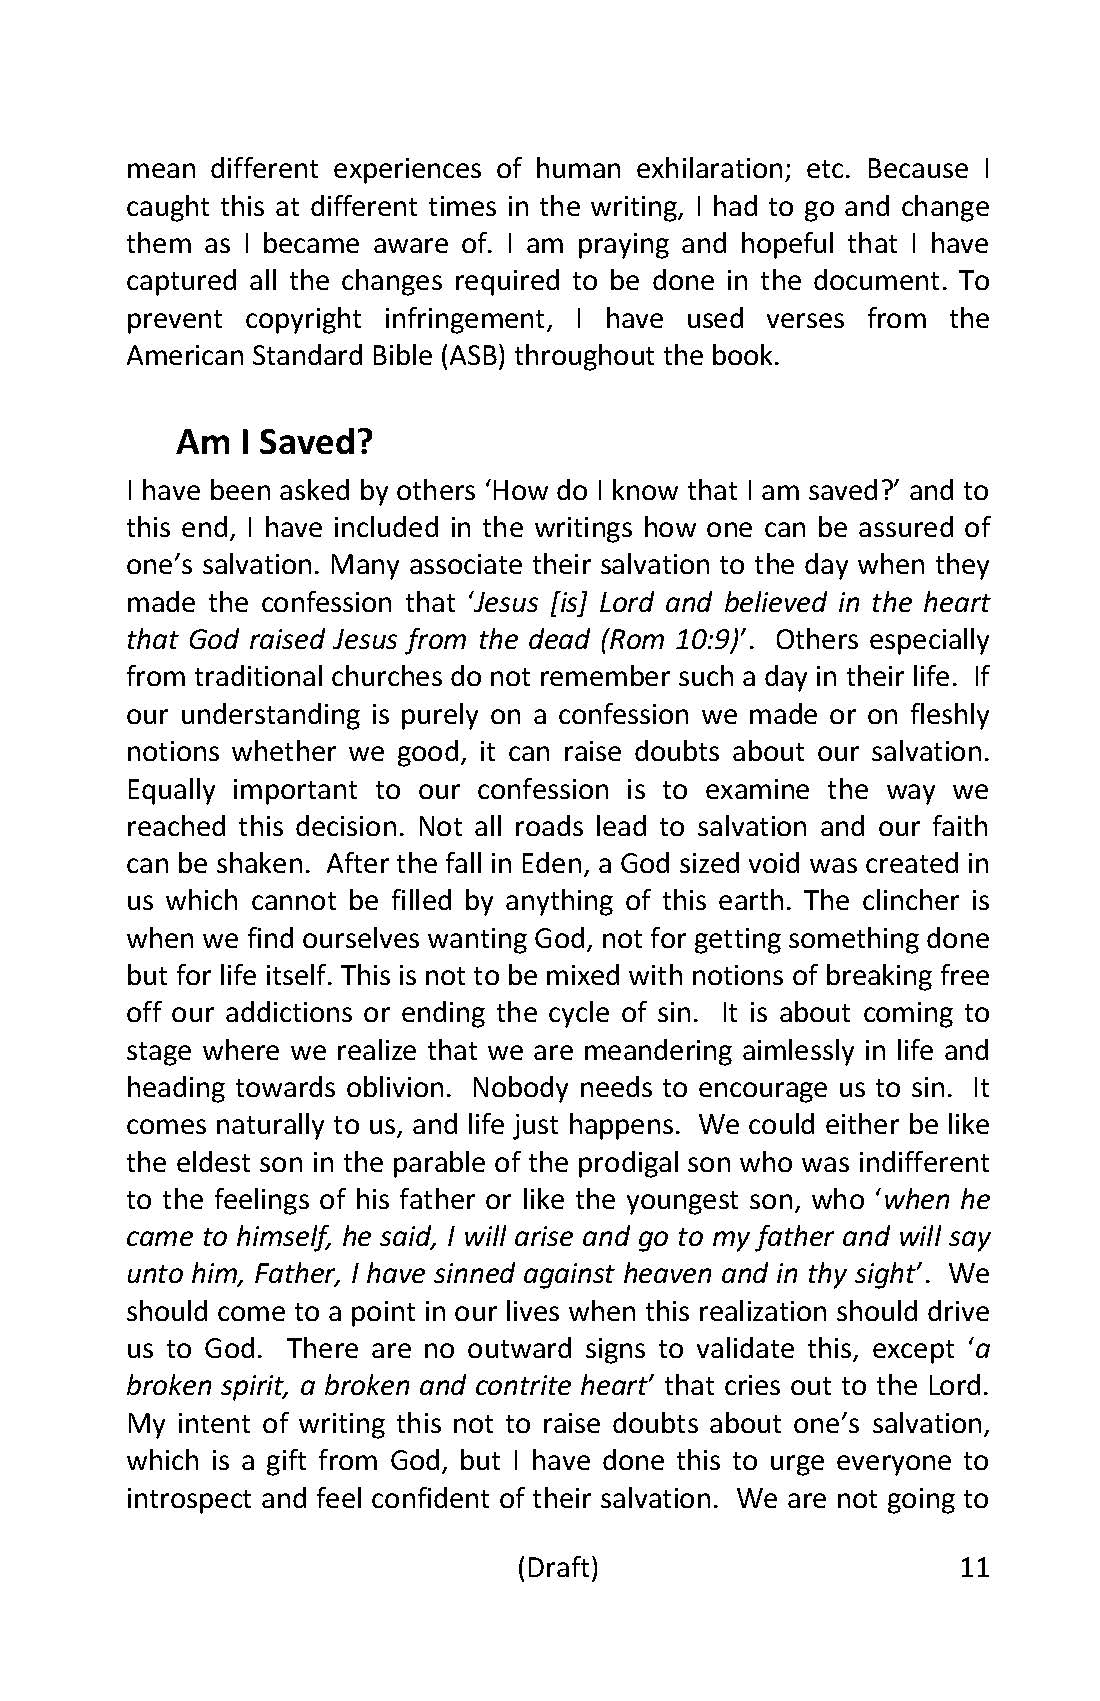 mean different experiences of human exhilaration; etc. Because I
caught this at different times in the writing, I had to go and change
them as I became aware of. I am praying and hopeful that I have
captured all the changes required to be done in the document. To
prevent copyright infringement, I have used verses from the
American Standard Bible (ASB) throughout the book.
Am I Saved?
I have been asked by others ‘How do I know that I am saved?’ and to
this end, I have included in the writings how one can be assured of
one’s salvation. Many associate their salvation to the day when they
made the confession that ‘Jesus [is] Lord and believed in the heart
that God raised Jesus from the dead (Rom 10:9)’. Others especially
from traditional churches do not remember such a day in their life. If
our understanding is purely on a confession we made or on fleshly
notions whether we good, it can raise doubts about our salvation.
Equally important to our confession is to examine the way we
reached this decision. Not all roads lead to salvation and our faith
can be shaken. After the fall in Eden, a God sized void was created in
us which cannot be filled by anything of this earth. The clincher is
when we find ourselves wanting God, not for getting something done
but for life itself. This is not to be mixed with notions of breaking free
off our addictions or ending the cycle of sin. It is about coming to
stage where we realize that we are meandering aimlessly in life and
heading towards oblivion. Nobody needs to encourage us to sin. It
comes naturally to us, and life just happens. We could either be like
the eldest son in the parable of the prodigal son who was indifferent
to the feelings of his father or like the youngest son, who ‘when he
came to himself, he said, I will arise and go to my father and will say
unto him, Father, I have sinned against heaven and in thy sight’. We
should come to a point in our lives when this realization should drive
us to God. There are no outward signs to validate this, except ‘a
broken spirit, a broken and contrite heart’ that cries out to the Lord.
My intent of writing this not to raise doubts about one’s salvation,
which is a gift from God, but I have done this to urge everyone to
introspect and feel confident of their salvation. We are not going to
(Draft) 11